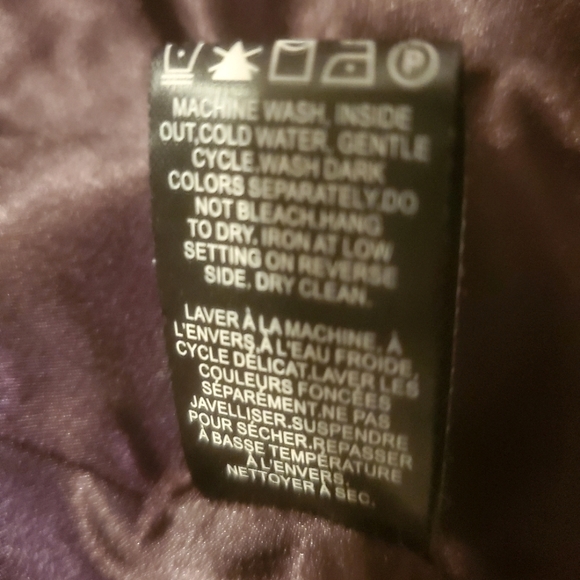 P
MACHINE WASH, INSIDE
OUT,COLD WATER, GENTLE
CYCLE.WASH DARK
COLORS SEPARATELY.DO
NOT BLEACH.HANG
TO DRY. IRON AT LOW
SETTING ON REVERSE
SIDE. DRY CLEAN.
LAVER À LA MACHINE, À
L'ENVERS,À L'EAU FROIDE,
CYCLE DÉLICAT.LAVER LES
COULEURS FONCÉES
SÉPARÉMENT.NE PAS
JAVELLISER.SUSPENDRE
POUR SÉCHER.REPASSER
À BASSE TEMPÉRATURE
À L'ENVERS.
NETTOYER À SEC.